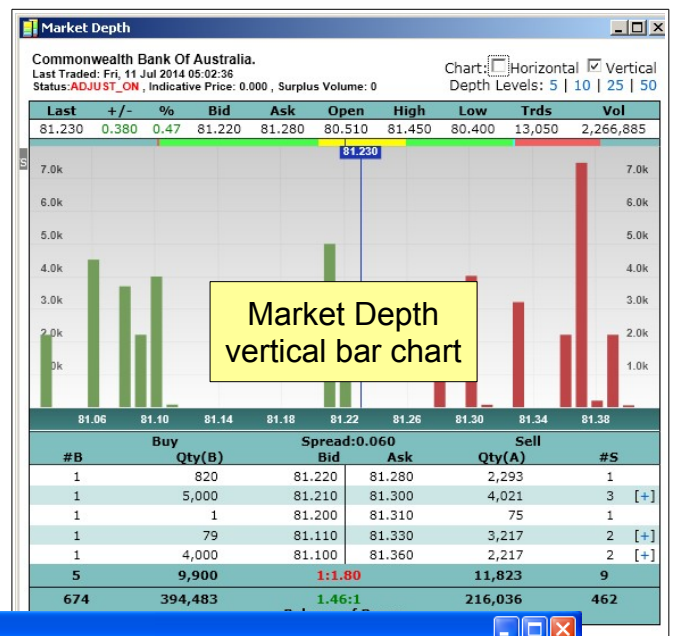 Market Depth
Commonwealth Bank Of Australia.
Last Traded: Fri, 11 Jul 2014 05:02:36
Status:ADJUST_ON , Indicative Price: 0.000 , Surplus Volume: 0
Chart: Horizontal Vertical
Depth Levels: 5 | 10 | 25 | 50
Last +/- % Bid Ask Open High Low Trds Vol
81.230 0.380 0.47 81.220 81.280 80.510 81.450 80.400 13,050 2,266,885
81.230
S
7.0k 7.0k
6.0k 6.0k
5.0k 5.0k
4.0k 4.0k
3.0k 3.0k
2.0k 2.0k
0k 1.0k
Market Depth
vertical bar chart
81.06 81.10 81.14 81.18 81.22 81.26 81.30 81.34 81.38
Buy Spread:0.060 Sell
#B Qty(B) Bid Ask Qty(A) #S
1 820 81.220 81.280 2,293 1
1 5,000 81.210 81.300 4,021 3 [+]
1 1 81.200 81.310 75 1
1 79 81.110 81.330 3,217 2 [+]
1 4,000 81.100 81.360 2,217 2 [+]
5 9,900 1:1.80 11,823 9
674 394,483 1.46:1 216,036 462